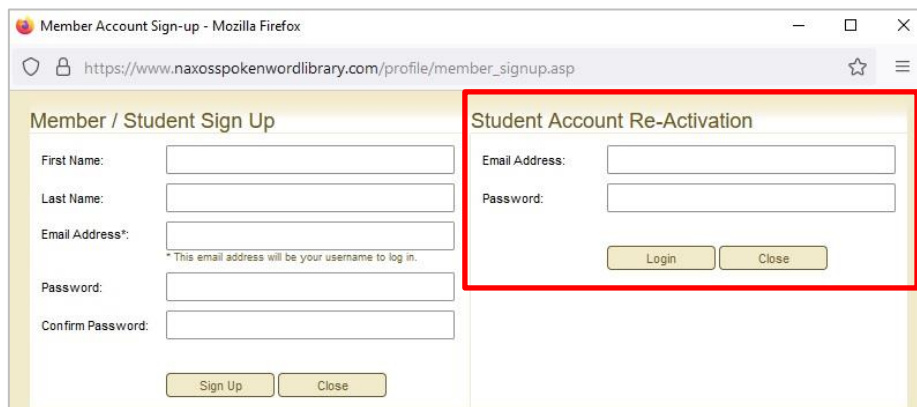 Member Account Sign-up - Mozilla Firefox
https://www.naxosspokenwordlibrary.com/profile/member_signup.asp
Member / Student Sign Up
First Name:
Last Name:
Email Address*:
* This email address will be your username to log in.
Password:
Confirm Password:
Sign Up Close
Student Account Re-Activation
Email Address:
Password:
Login Close